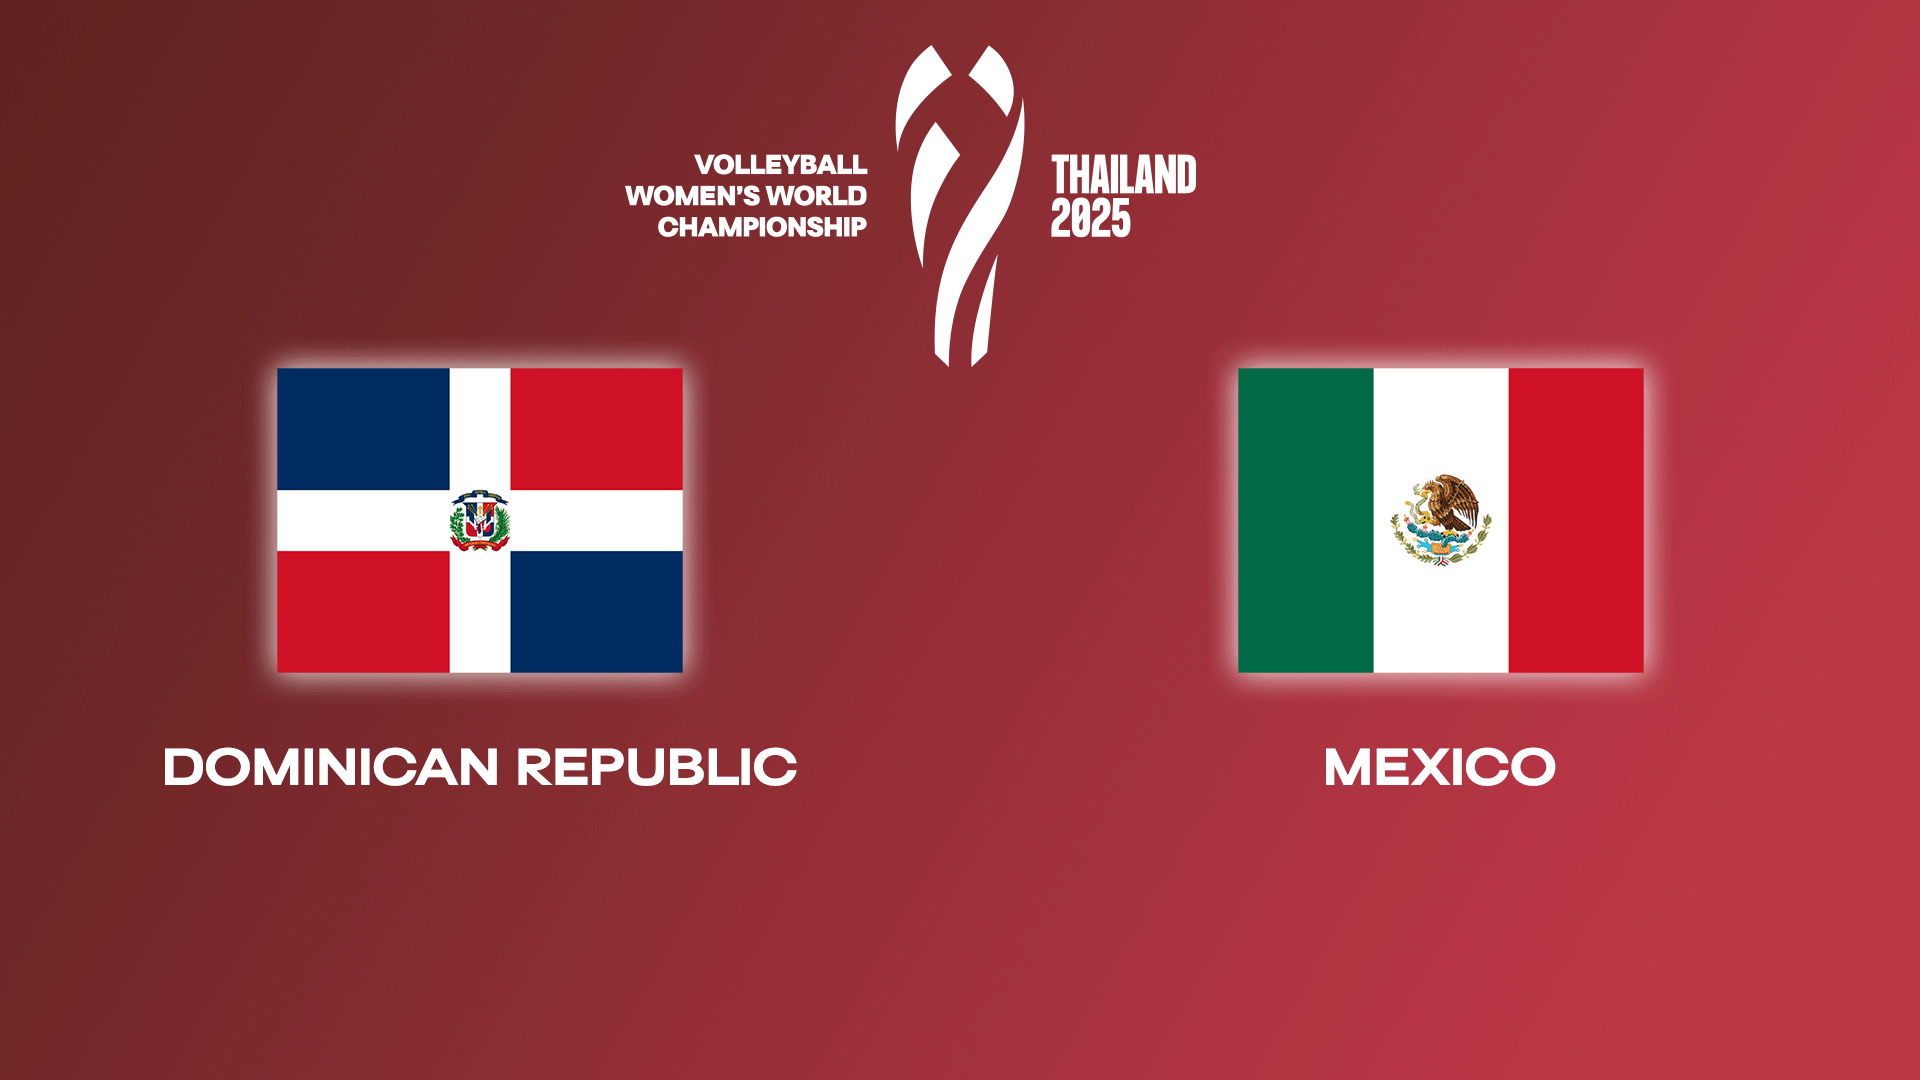 VOLLEYBALL
WOMEN'S WORLD
CHAMPIONSHIP
THAILAND
2025
DOMINICAN REPUBLIC
MEXICO